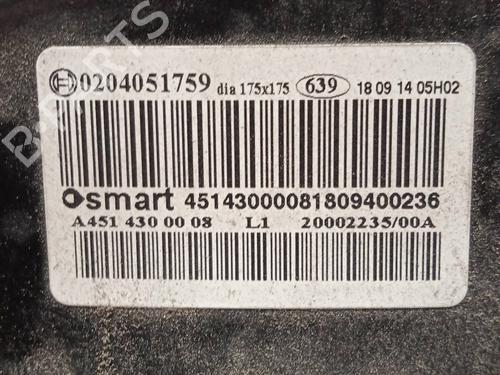 0204051759 dia 175x175 639 18 09 14 05H02
smart 45143000081809400236
A451 430 00 08 L1 20002235/00A
B-PARTS